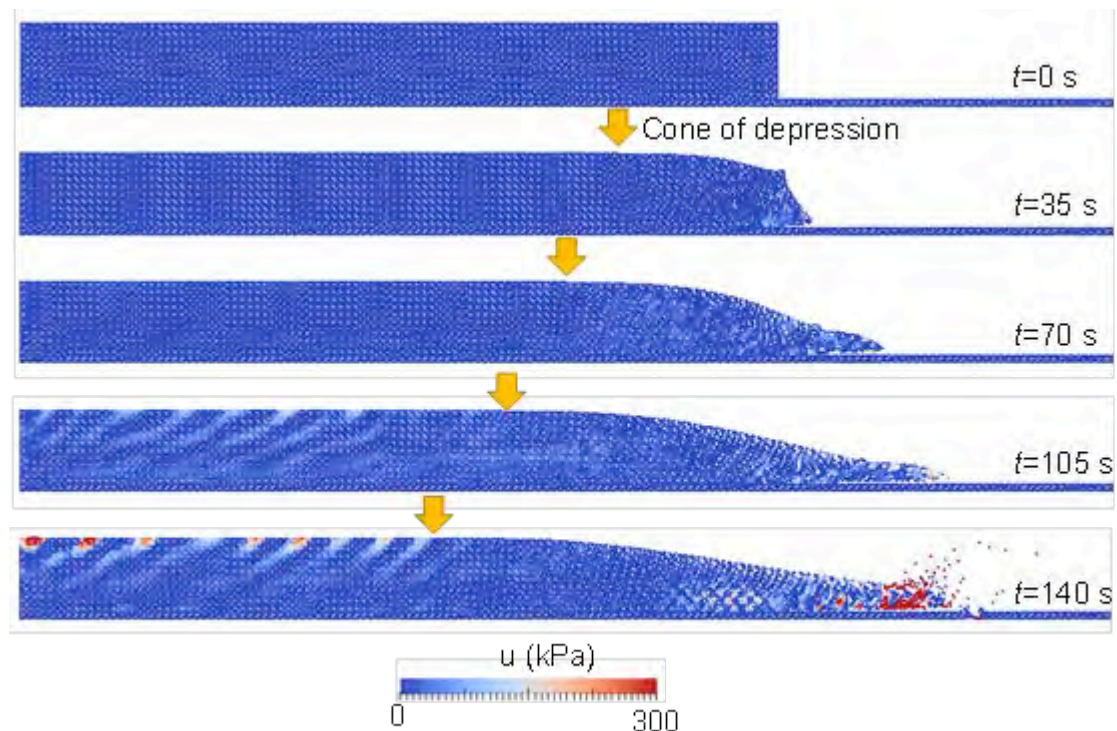 t=0 s
Cone of depression
t=35 s
t=70 s
t=105 s
t=140 s
u (kPa)
0
300